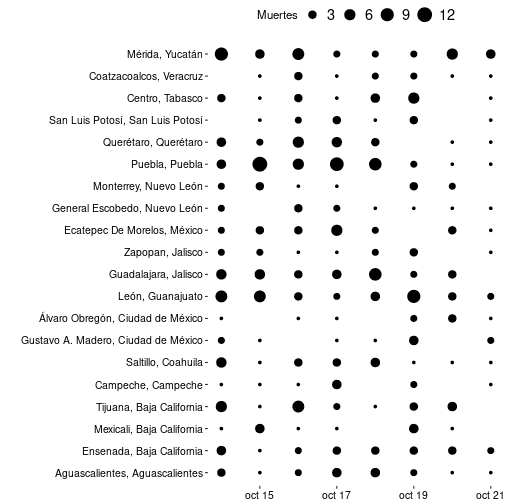 Muertes 3 6 9 12
Mérida, Yucatán
Coatzacoalcos, Veracruz
Centro, Tabasco
San Luis Potosí, San Luis Potosí
Querétaro, Querétaro
Puebla, Puebla
Monterrey, Nuevo León
General Escobedo, Nuevo León
Ecatepec De Morelos, México
Zapopan, Jalisco
Guadalajara, Jalisco
León, Guanajuato
Álvaro Obregón, Ciudad de México
Gustavo A. Madero, Ciudad de México
Saltillo, Coahuila
Campeche, Campeche
Tijuana, Baja California
Mexicali, Baja California
Ensenada, Baja California
Aguascalientes, Aguascalientes
oct 15 oct 17 oct 19 oct 21